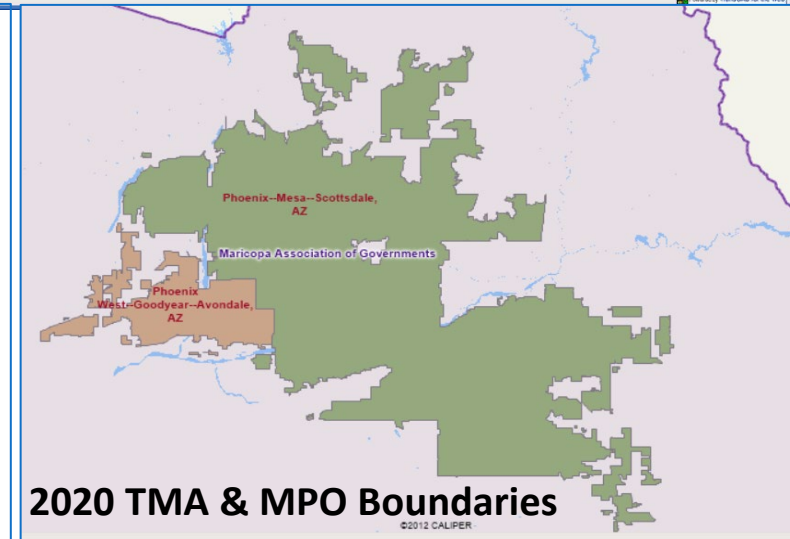 Phoenix--Mesa--Scottsdale,
AZ
Maricopa Association of Governments
Phoenix
West--Goodyear--Avondale,
AZ
2020 TMA & MPO Boundaries
©2012 CALIPER